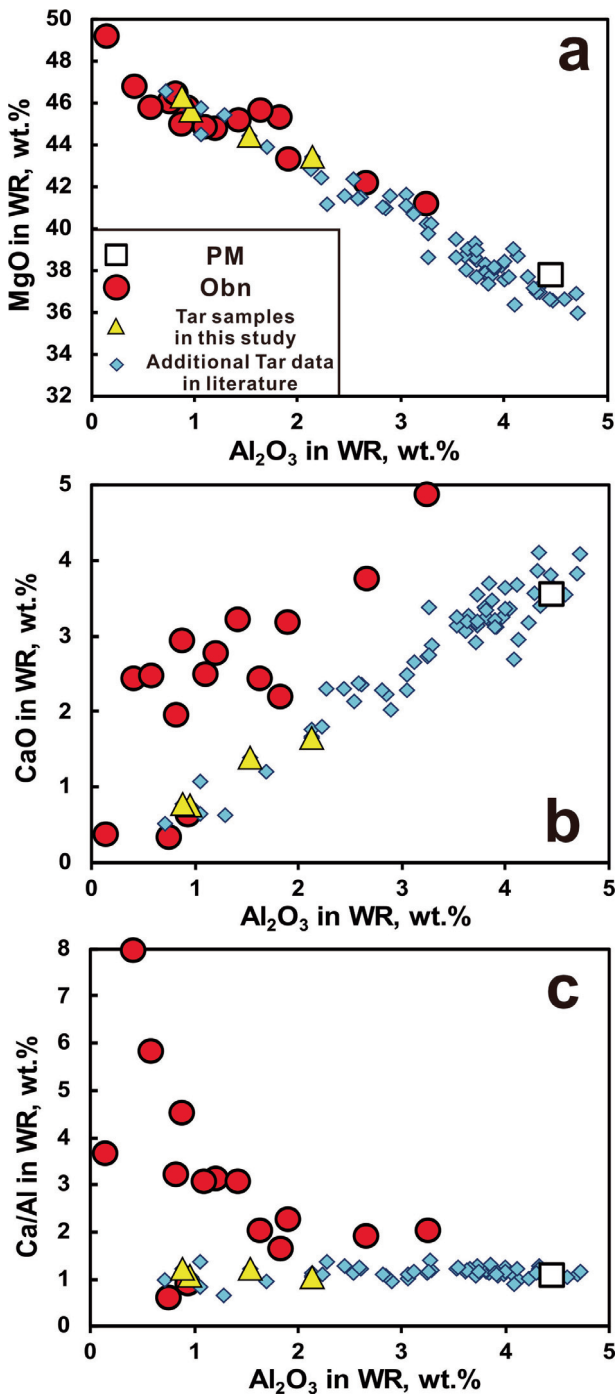 50
48
46
44
42
40
38
36
34
32
MgO in WR, wt.%
a
PM
Obn
Tar samples
in this study
Additional Tar data
in literature
0 1 2 3 4 5
Al₂O₃ in WR, wt.%
5
4
3
2
1
0
CaO in WR, wt.%
b
0 1 2 3 4 5
Al₂O₃ in WR, wt.%
8
7
6
5
4
3
2
1
0
Ca/Al in WR, wt.%
c
0 1 2 3 4 5
Al₂O₃ in WR, wt.%